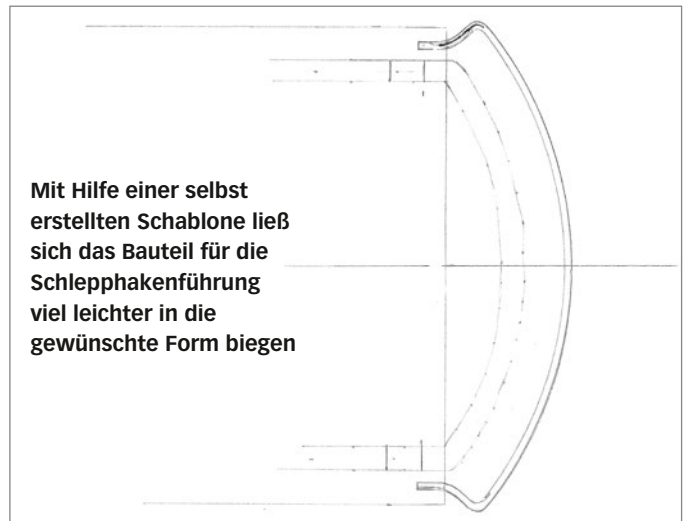 Mit Hilfe einer selbst
erstellten Schablone ließ
sich das Bauteil für die
Schlepphakenführung
viel leichter in die
gewünschte Form biegen